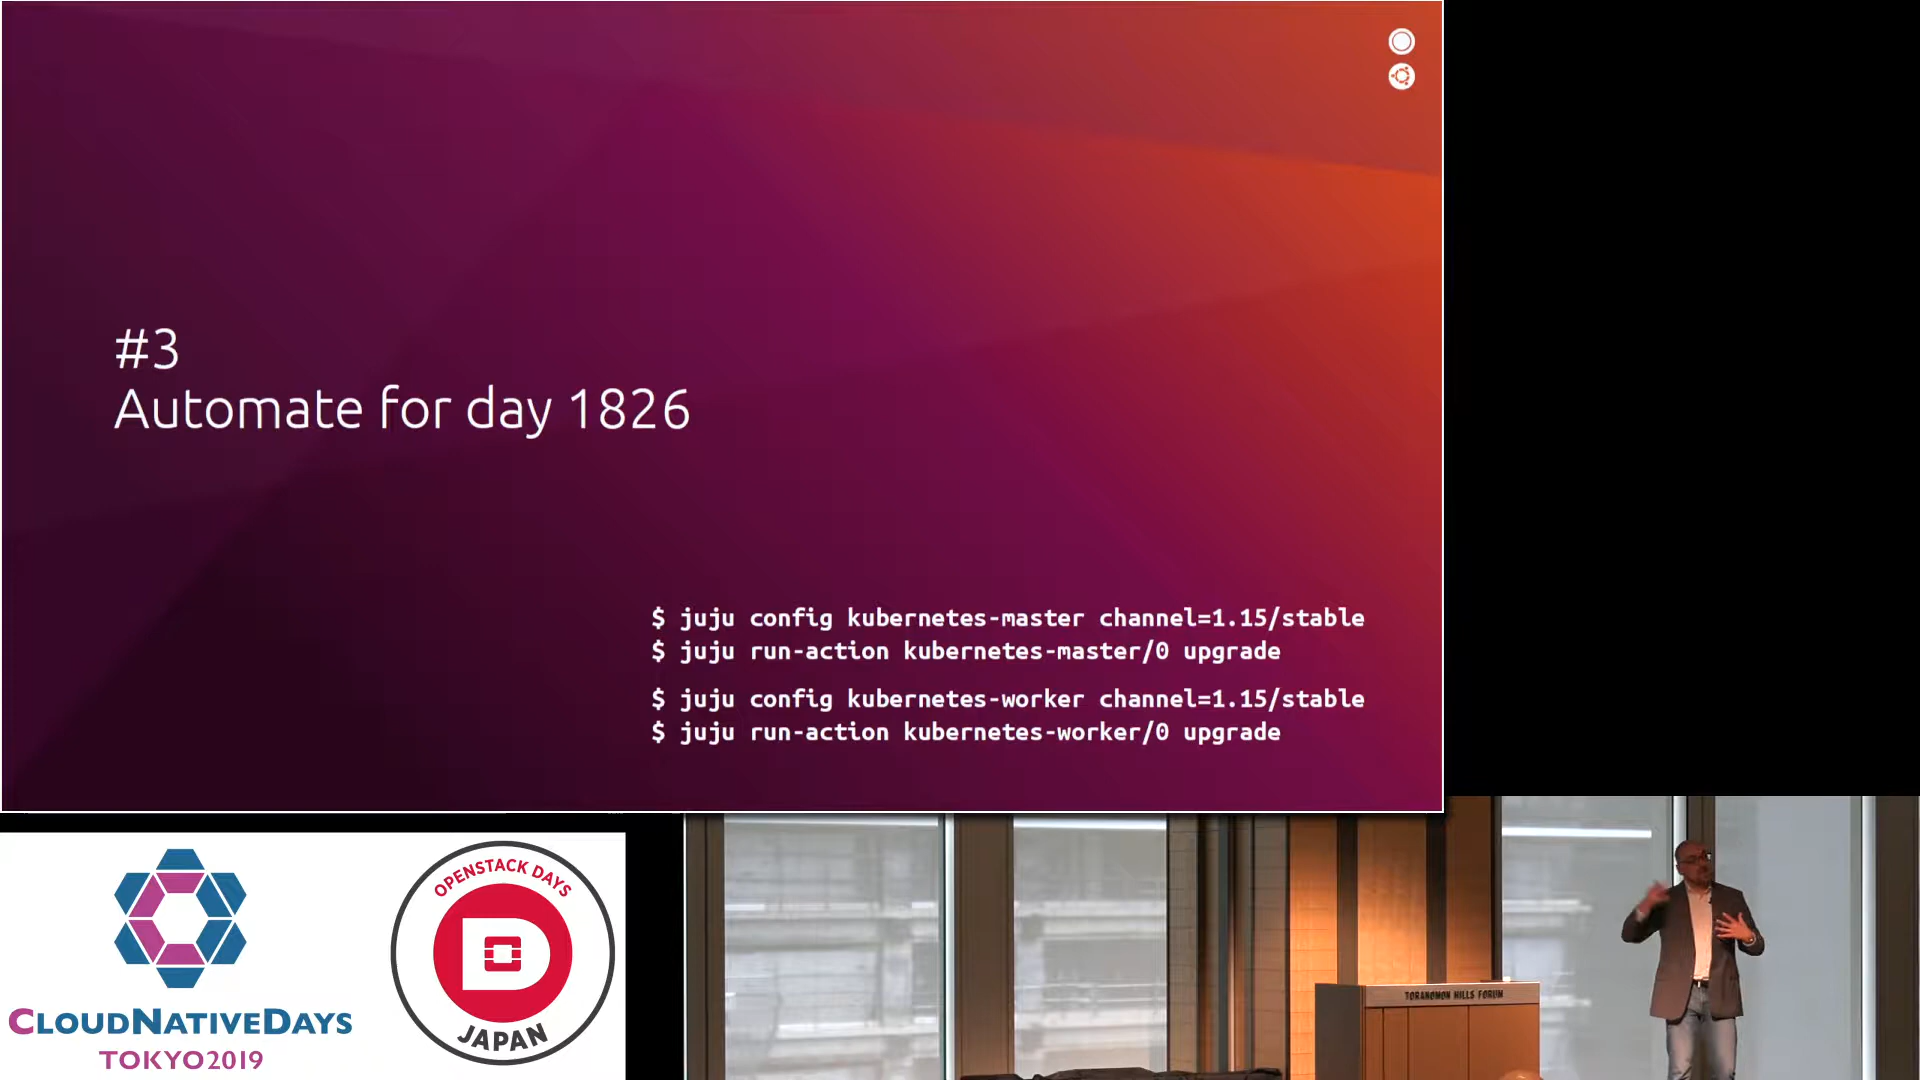 #3
Automate for day 1826
$ juju config kubernetes-master channel=1.15/stable
$ juju run-action kubernetes-master/0 upgrade
$ juju config kubernetes-worker channel=1.15/stable
$ juju run-action kubernetes-worker/0 upgrade
CLOUDNATIVEDAYS
TOKYO2019
OPENSTACK DAYS
JAPAN
TORANOMON HILLS FORUM